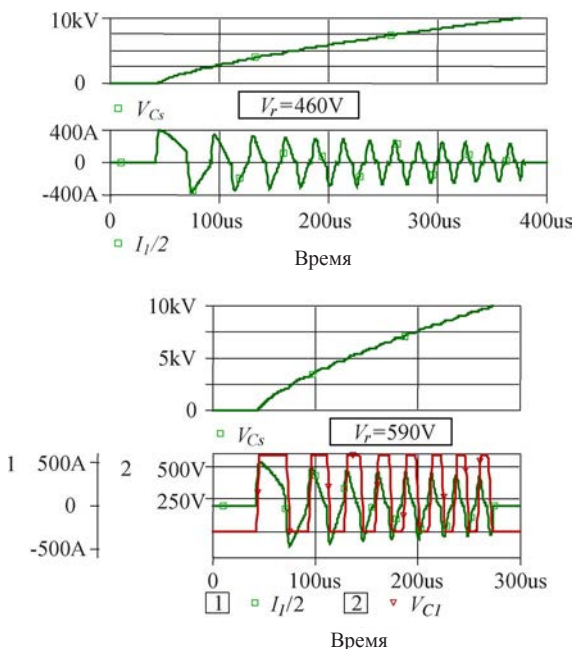 10kV
0
V_Cs
V_r=460V
400A
0
-400A
0 100us 200us 300us 400us
I_1/2 Время
10kV
5kV
0
V_Cs V_r=590V
1 500A 2 500V
0 250V
-500A
0 100us 200us 300us
1 I_1/2 2 V_C1
Время